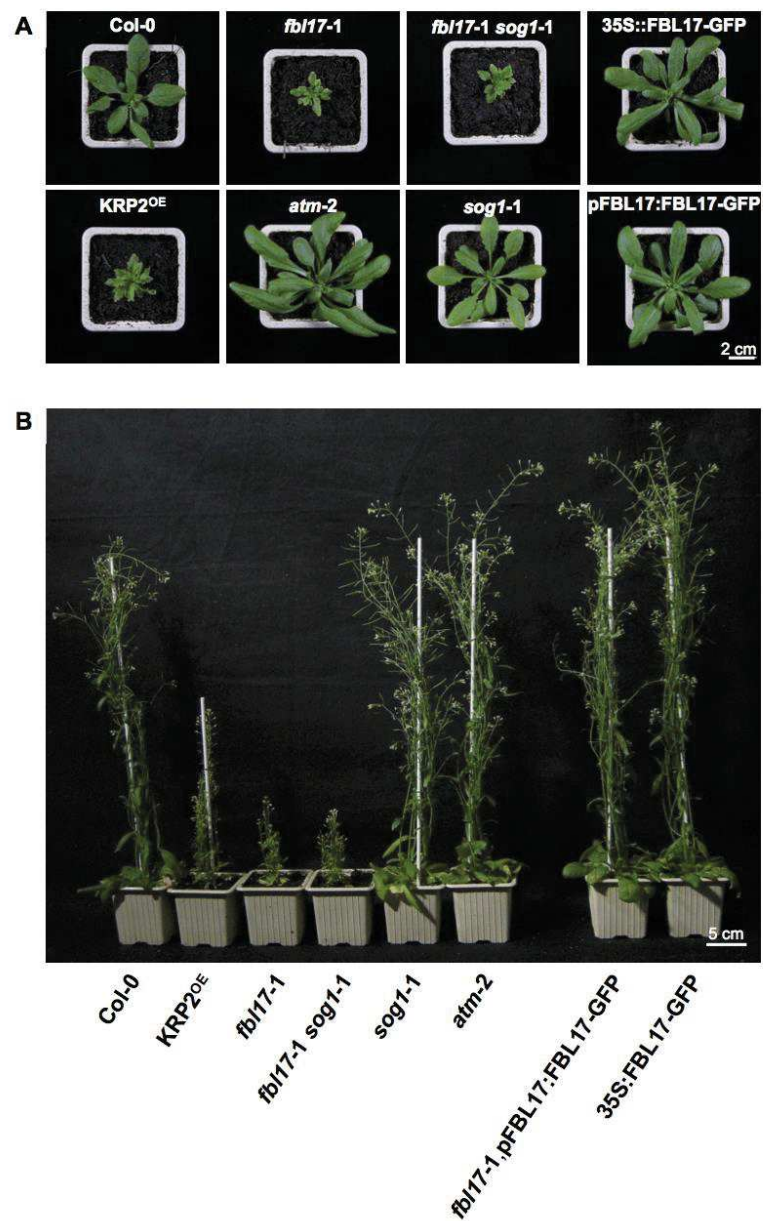 A
Col-0
fbl17-1
fbl17-1 sog1-1
35S::FBL17-GFP
KRP2OE
atm-2
sog1-1
pFBL17:FBL17-GFP
2 cm
B
5 cm
Col-0
KRP2OE
fbl17-1
fbl17-1 sog1-1
sog1-1
atm-2
fbl17-1,pFBL17:FBL17-GFP
35S:FBL17-GFP